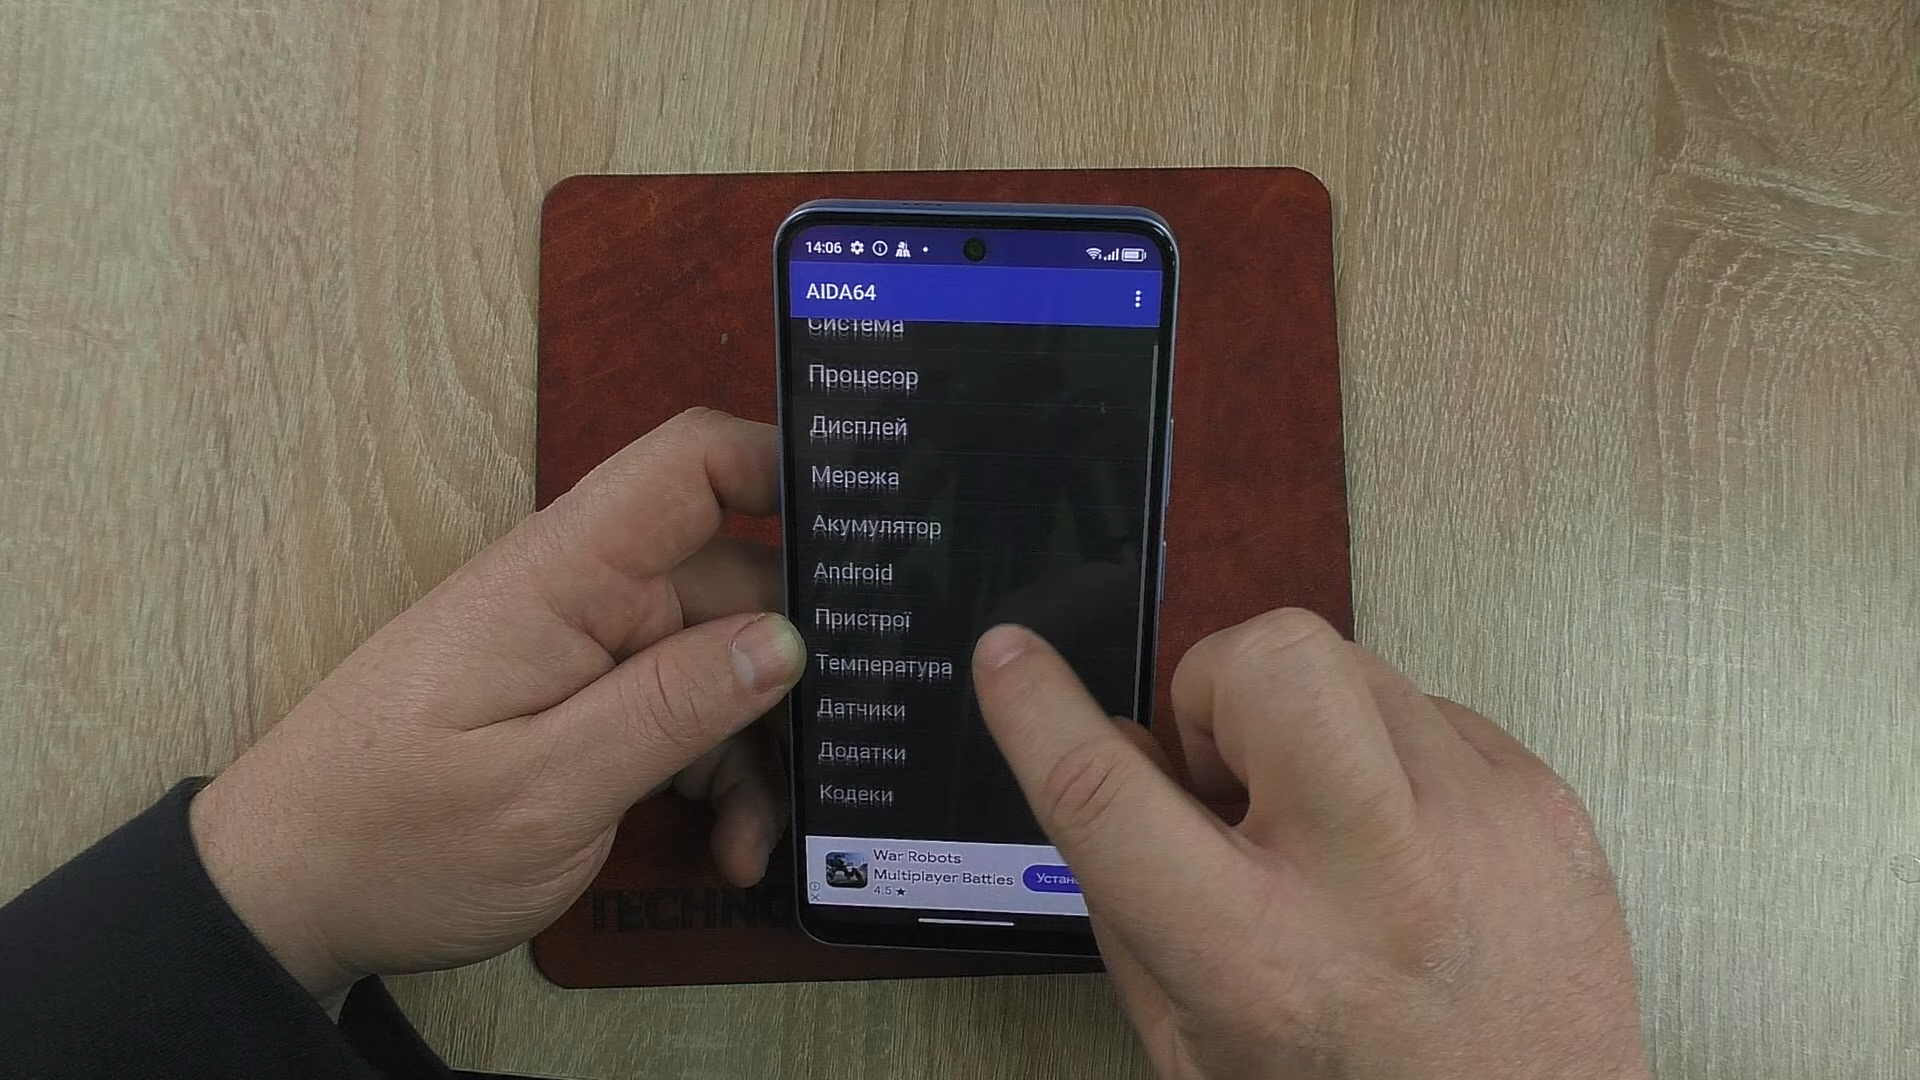 14:06
AIDA64
Система
Процесор
Дисплей
Мережа
Акумулятор
Android
Пристрої
Температура
Датчики
Додатки
Кодеки
War Robots
Multiplayer Battles
4.5 ★